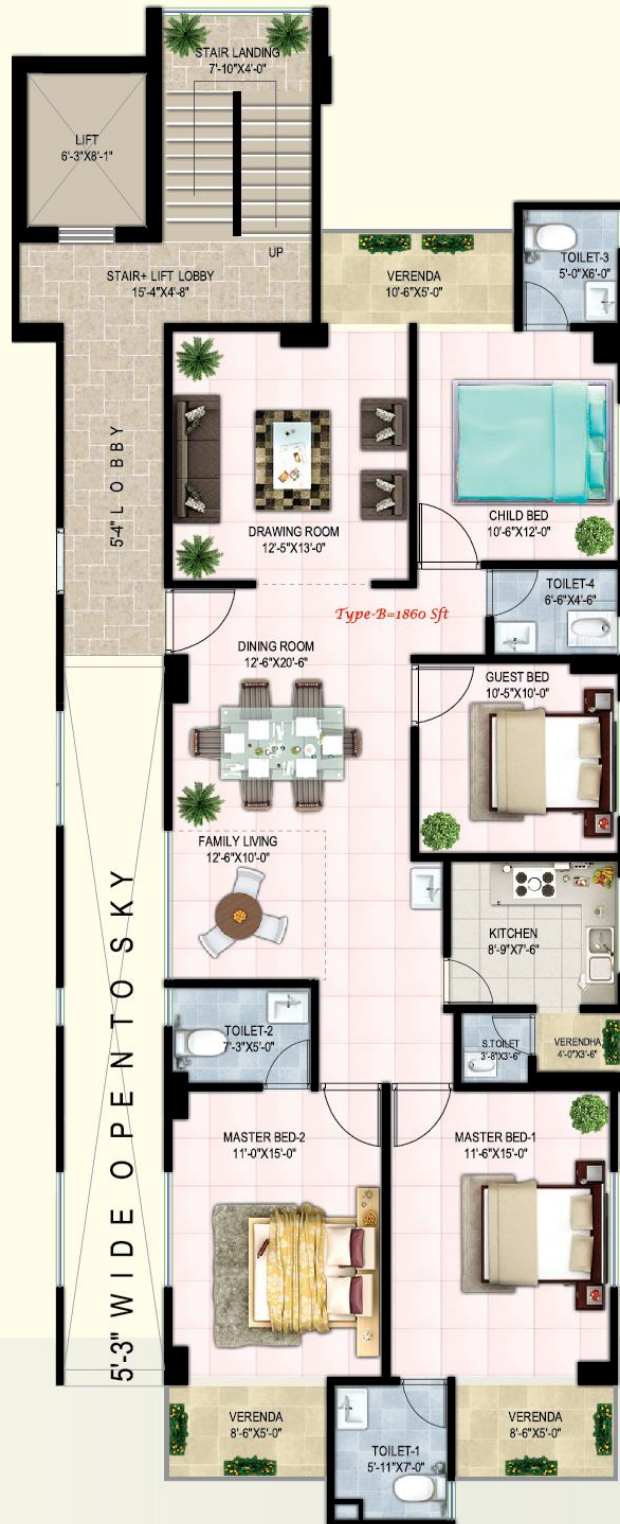 STAIR LANDING
7'-10"X4'-0"
LIFT
6'-3"X8'-1"
UP
STAIR+ LIFT LOBBY
15'-4"X4'-8"
VERENDA
10'-6"X5'-0"
TOILET-3
5'-0"X6'-0"
5'-4" L O B B Y
DRAWING ROOM
12'-5"X13'-0"
CHILD BED
10'-6"X12'-0"
TOILET-4
6'-6"X4'-6"
Type-B=1860 Sft
DINING ROOM
12'-6"X20'-6"
GUEST BED
10'-5"X10'-0"
FAMILY LIVING
12'-6"X10'-0"
KITCHEN
8'-9"X7'-6"
5'-3" WIDE OPEN TO SKY
TOILET-2
7'-3"X5'-0"
S.TOILET
3'-8"X3'-6"
VERENDHA
4'-0"X3'-6"
MASTER BED-2
11'-0"X15'-0"
MASTER BED-1
11'-6"X15'-0"
VERENDA
8'-6"X5'-0"
TOILET-1
5'-11"X7'-0"
VERENDA
8'-6"X5'-0"